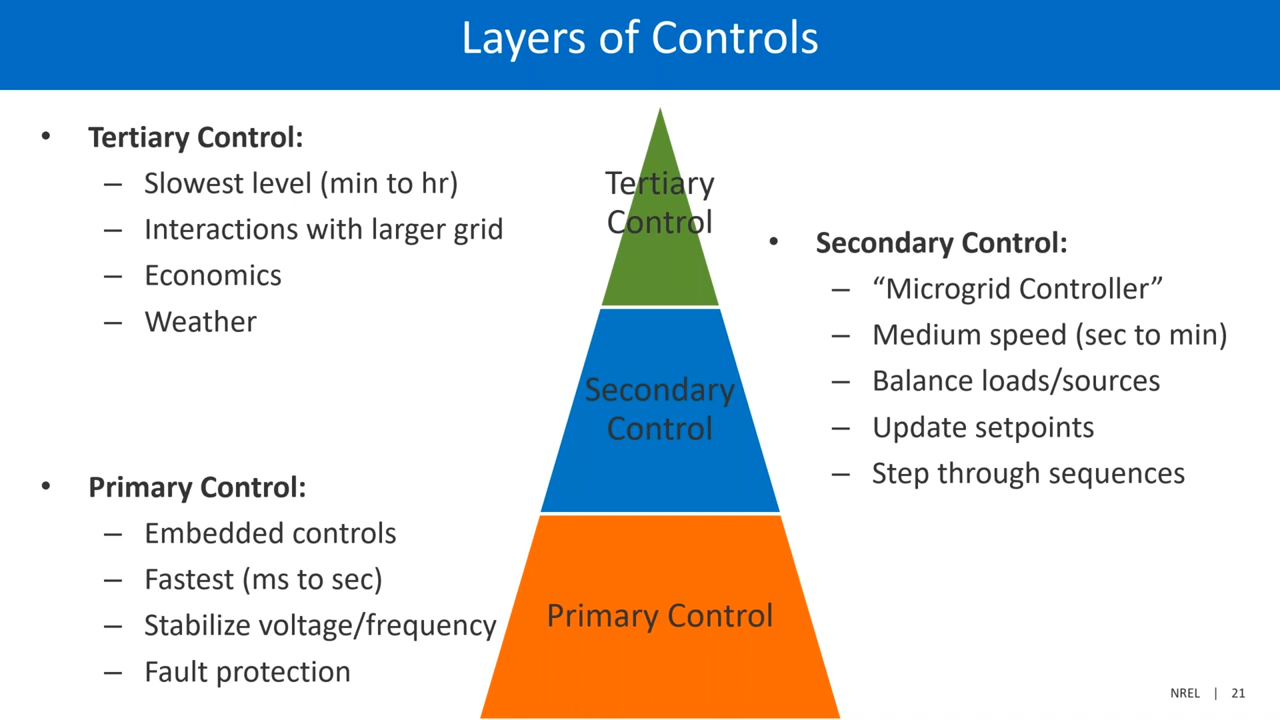 Layers of Controls
• Tertiary Control:
– Slowest level (min to hr)
– Interactions with larger grid
– Economics
– Weather
• Primary Control:
– Embedded controls
– Fastest (ms to sec)
– Stabilize voltage/frequency
– Fault protection
Tertiary
Control
Secondary
Control
Primary Control
• Secondary Control:
– “Microgrid Controller”
– Medium speed (sec to min)
– Balance loads/sources
– Update setpoints
– Step through sequences
NREL | 21